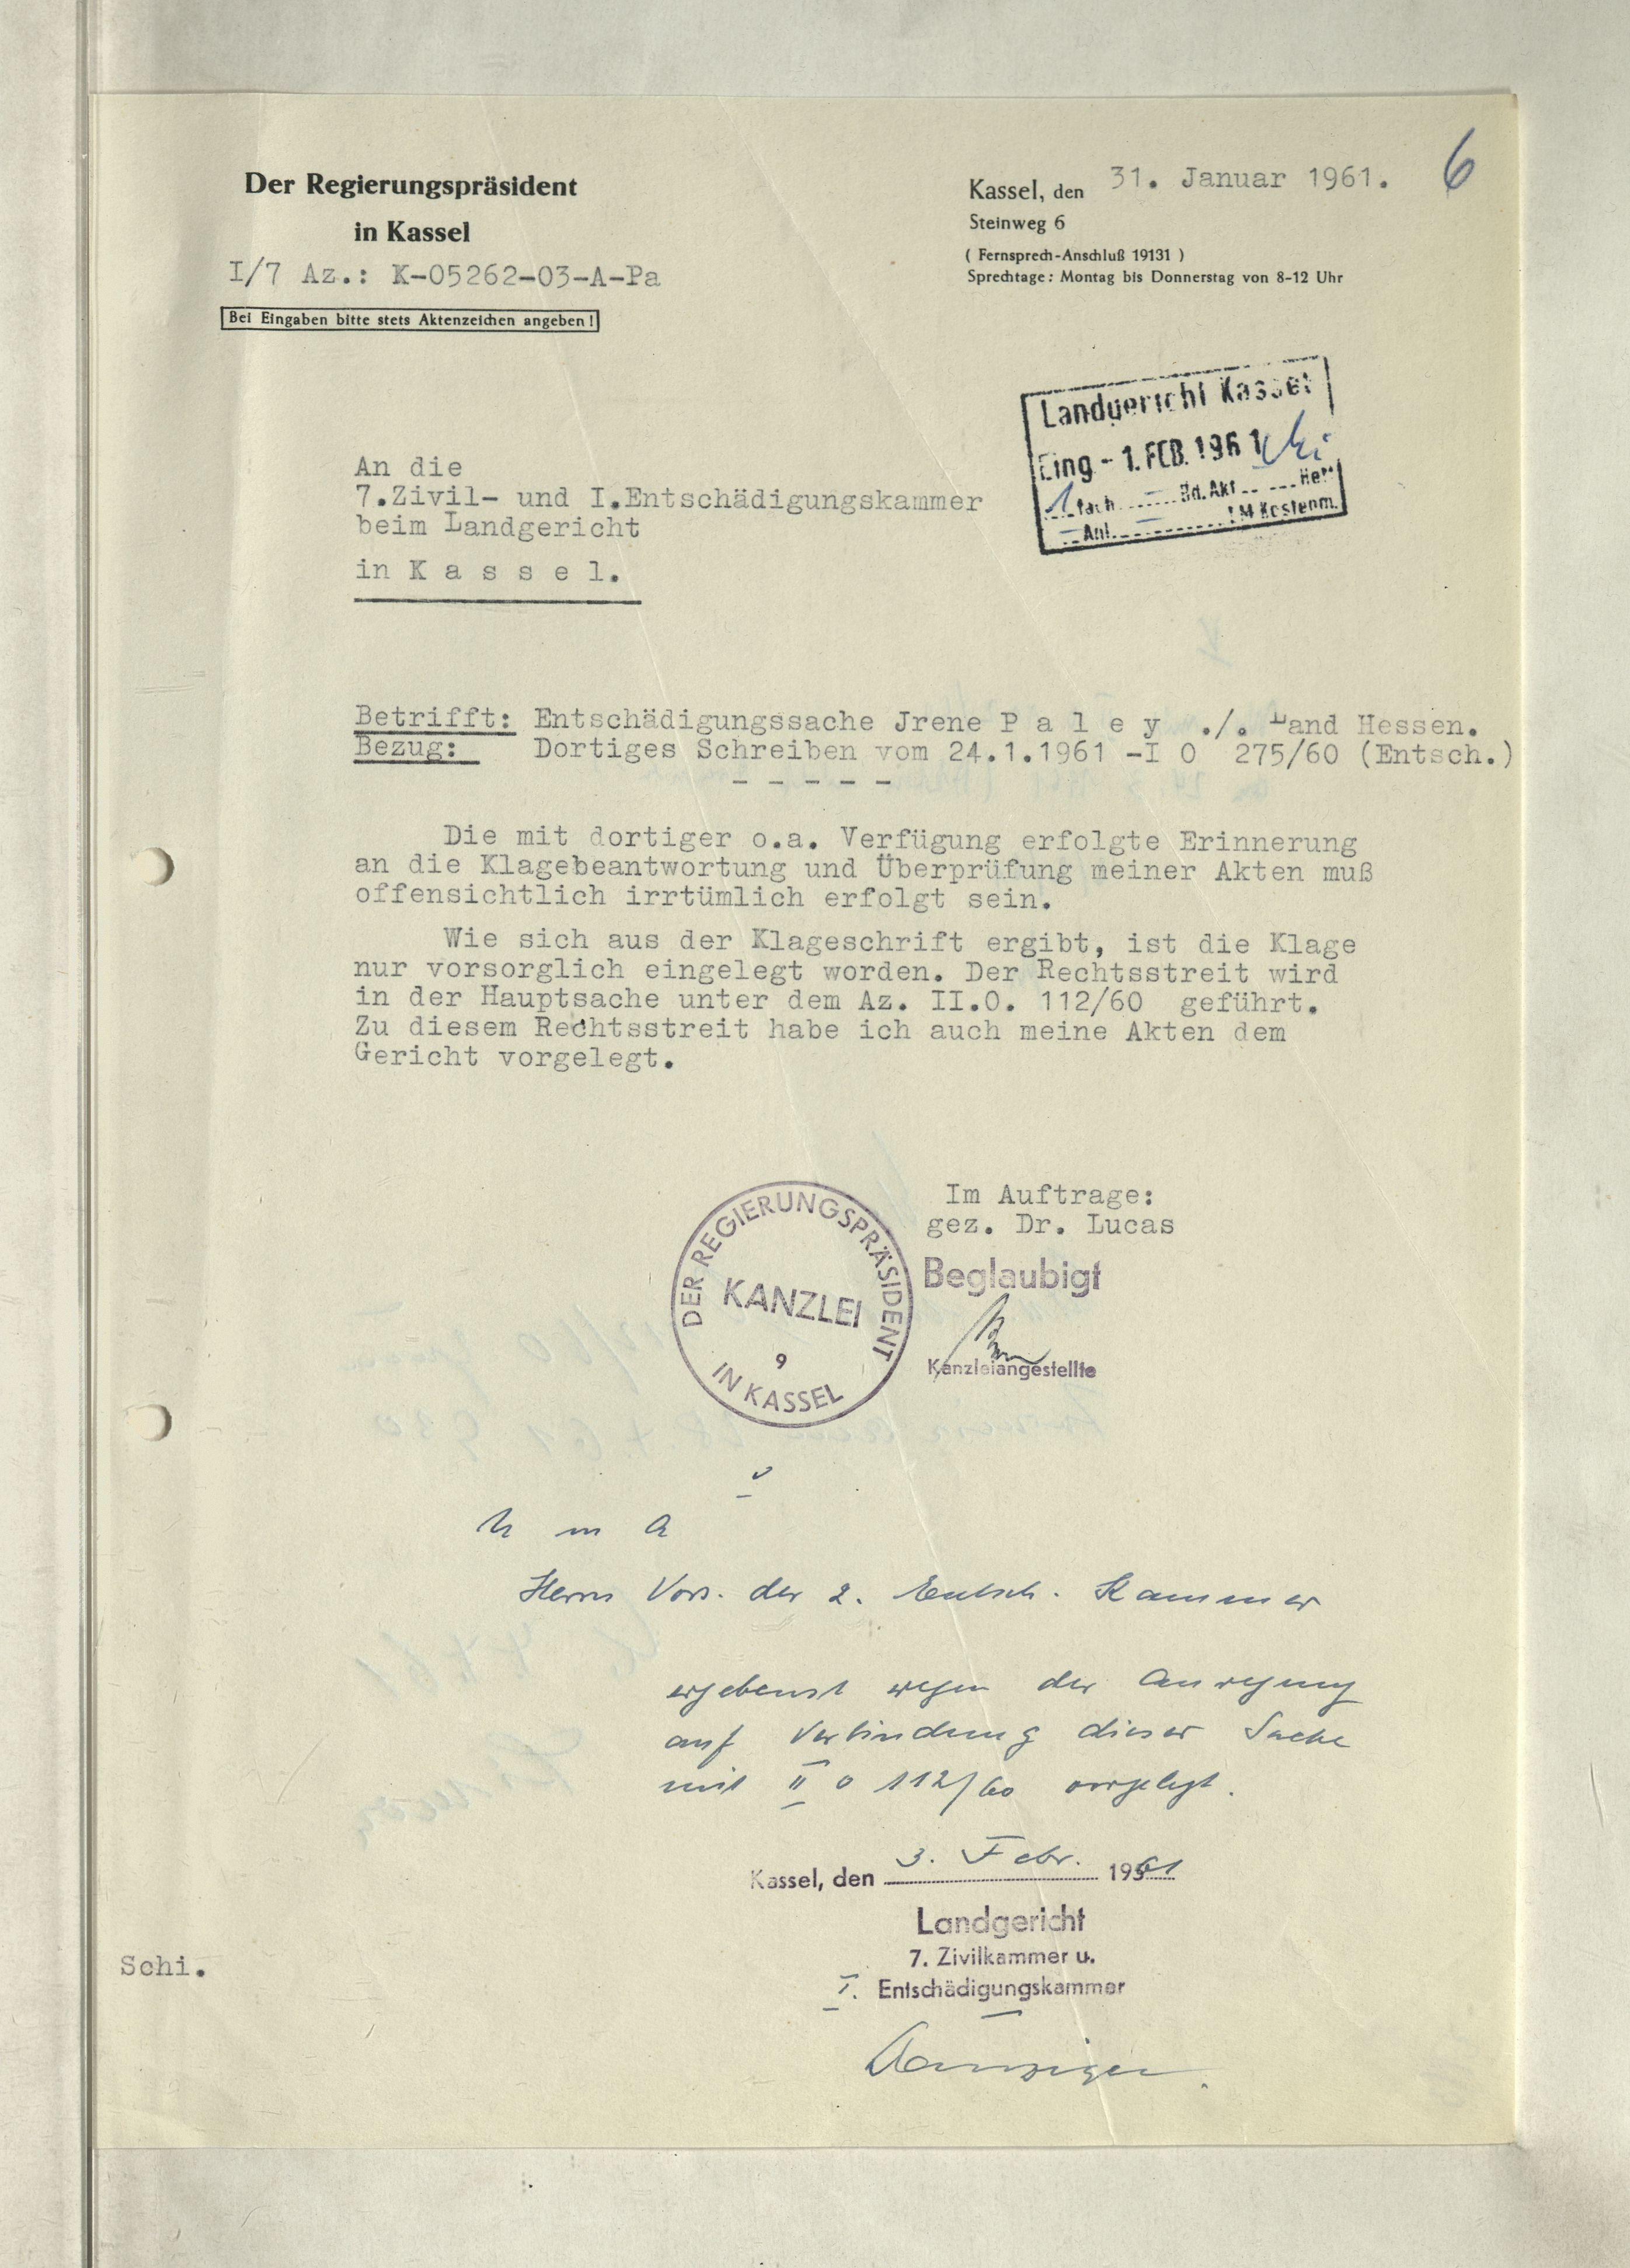 6
Der Regierungspräsident
in Kassel
I/7 Az.: K-05262-03-A-Pa
Bei Eingaben bitte stets Aktenzeichen angeben!
Kassel, den 31. Januar 1961.
Steinweg 6
( Fernsprech-Anschluß 19131 )
Sprechtage: Montag bis Donnerstag von 8-12 Uhr
Landgericht Kassel
Eing - 1. FEB. 1961
1 fach ...... Bd. Akt ...... Heft
Anl. ...... M Kostenm.
An die
7.Zivil- und I.Entschädigungskammer
beim Landgericht
in K a s s e l.
Betrifft: Entschädigungssache Jrene P a l e y ./. Land Hessen.
Bezug: Dortiges Schreiben vom 24.1.1961 -I O 275/60 (Entsch.)
- - - - -
Die mit dortiger o.a. Verfügung erfolgte Erinnerung
an die Klagebeantwortung und Überprüfung meiner Akten muß
offensichtlich irrtümlich erfolgt sein.
Wie sich aus der Klageschrift ergibt, ist die Klage
nur vorsorglich eingelegt worden. Der Rechtsstreit wird
in der Hauptsache unter dem Az. II.O. 112/60 geführt.
Zu diesem Rechtsstreit habe ich auch meine Akten dem
Gericht vorgelegt.
Im Auftrage:
gez. Dr. Lucas
Beglaubigt
Kanzleiangestellte
DER REGIERUNGSPRÄSIDENT
KANZLEI
9
IN KASSEL
U m A
Herrn Vors. der 2. Entsch. Kammer
ergebenst wegen der Anregung
auf Verbindung dieser Sache
mit II O 112/60 vorgelegt.
Kassel, den 3. Febr. 1961
Landgericht
7. Zivilkammer u.
I. Entschädigungskammer
Schi.